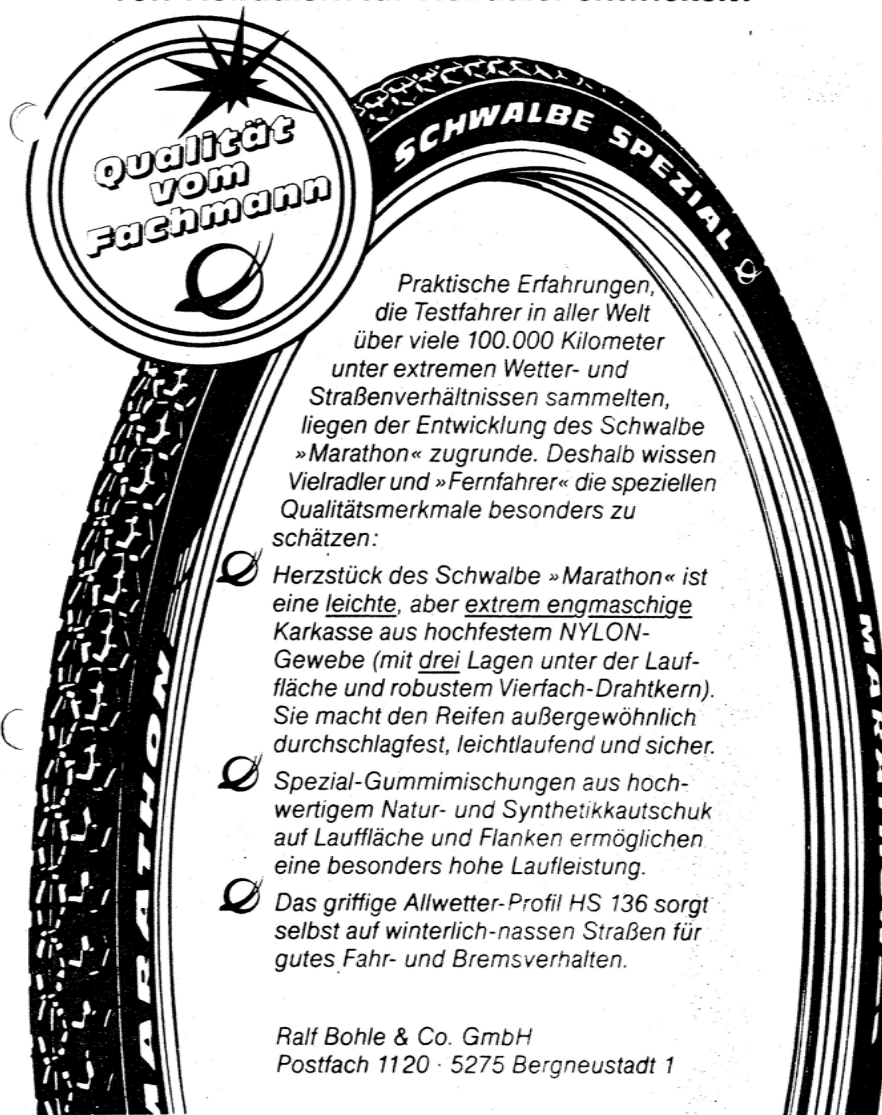 Qualität
vom
Fachmann
SCHWALBE SPEZIAL
Praktische Erfahrungen,
die Testfahrer in aller Welt
über viele 100.000 Kilometer
unter extremen Wetter- und
Straßenverhältnissen sammelten,
liegen der Entwicklung des Schwalbe
»Marathon« zugrunde. Deshalb wissen
Vielradler und »Fernfahrer« die speziellen
Qualitätsmerkmale besonders zu
schätzen:
Herzstück des Schwalbe »Marathon« ist
eine leichte, aber extrem engmaschige
Karkasse aus hochfestem NYLON-
Gewebe (mit drei Lagen unter der Lauf-
fläche und robustem Vierfach-Drahtkern).
Sie macht den Reifen außergewöhnlich
durchschlagfest, leichtlaufend und sicher.
Spezial-Gummimischungen aus hoch-
wertigem Natur- und Synthetikkautschuk
auf Lauffläche und Flanken ermöglichen
eine besonders hohe Laufleistung.
Das griffige Allwetter-Profil HS 136 sorgt
selbst auf winterlich-nassen Straßen für
gutes Fahr- und Bremsverhalten.
Ralf Bohle & Co. GmbH
Postfach 1120 · 5275 Bergneustadt 1
MARATHON
MARATHON